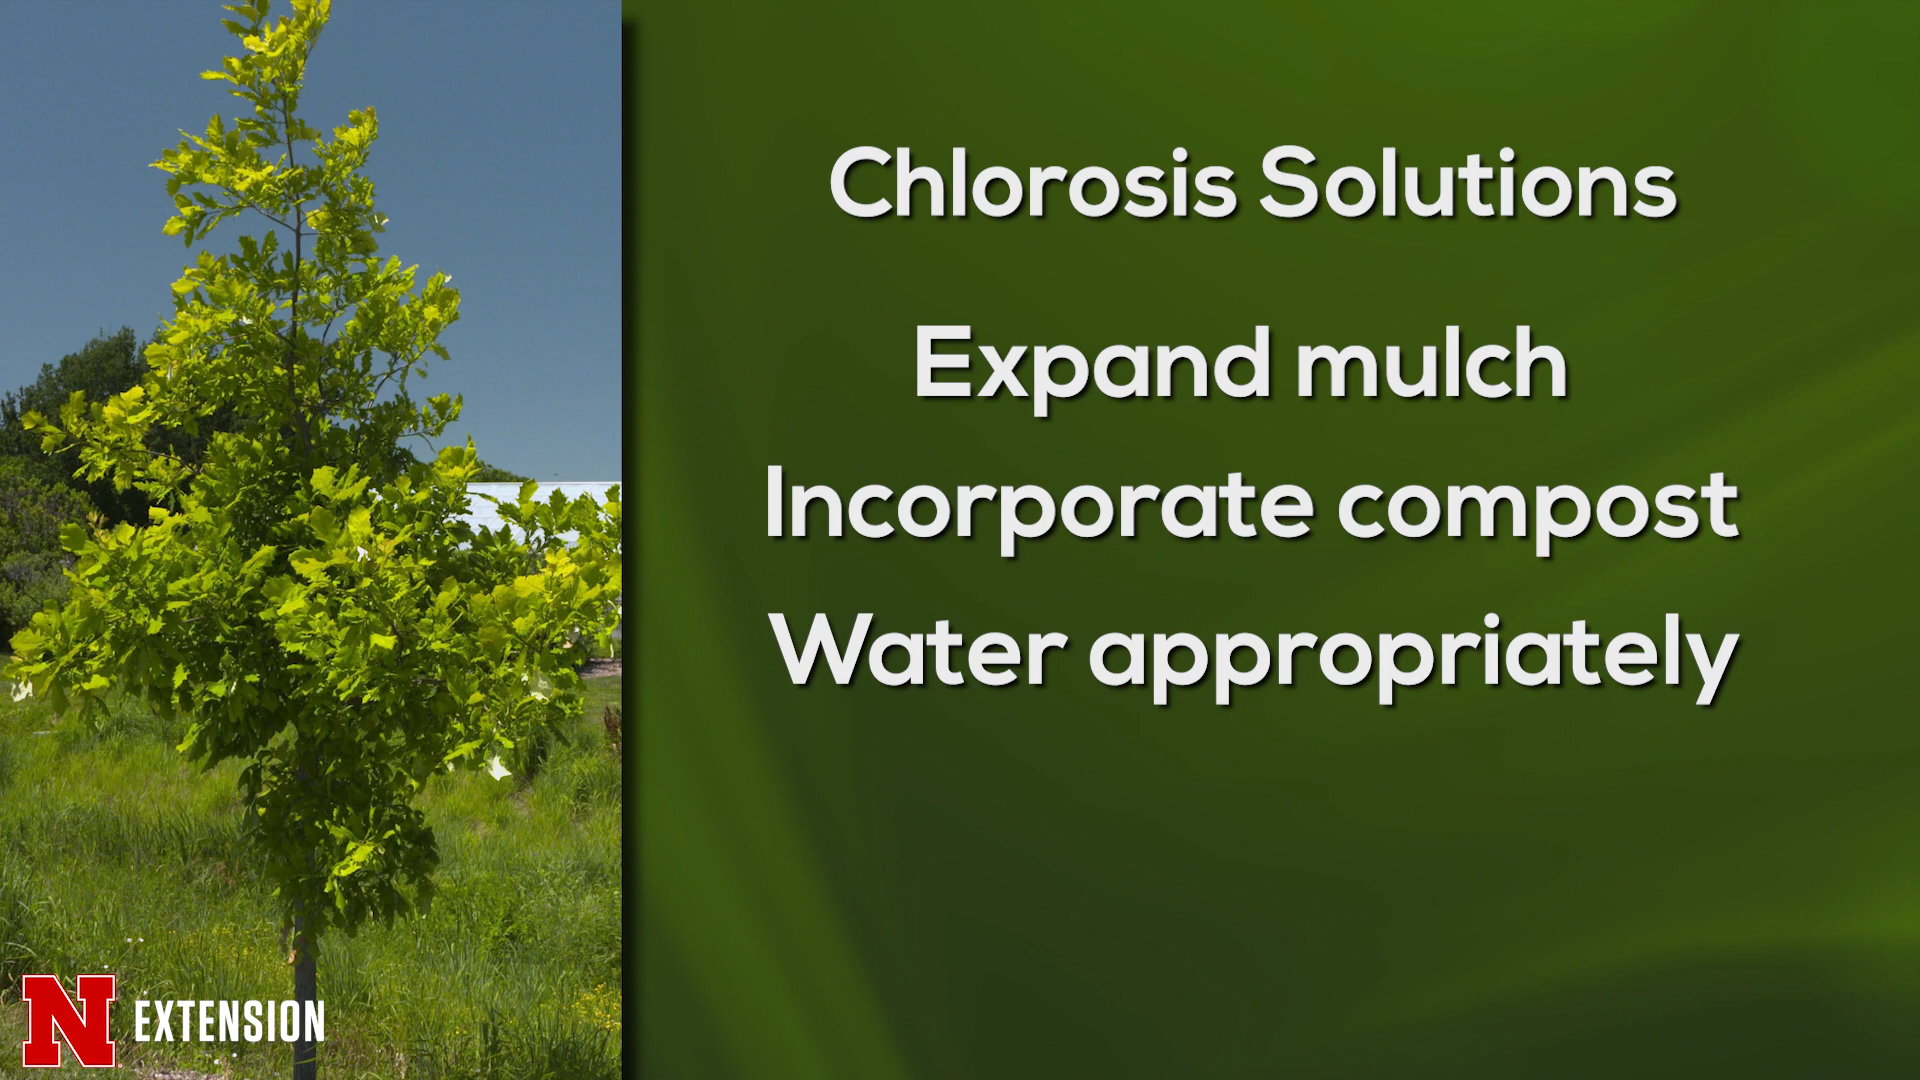 Chlorosis Solutions
Expand mulch
Incorporate compost
Water appropriately
N EXTENSION